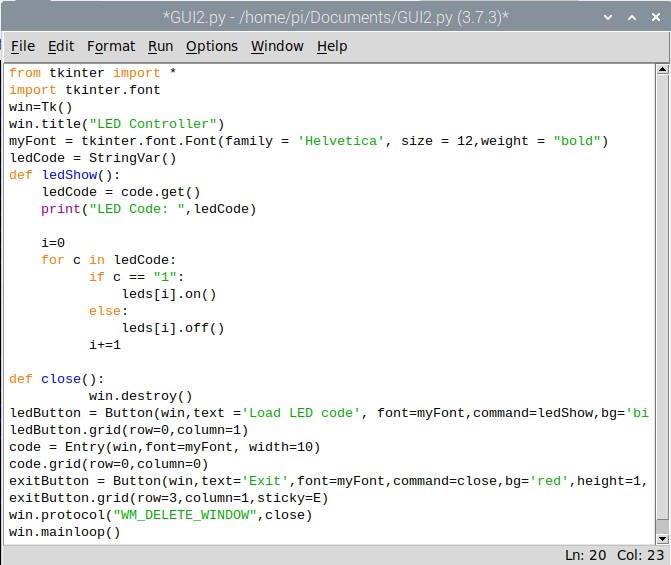 *GUI2.py - /home/pi/Documents/GUI2.py (3.7.3)*
File Edit Format Run Options Window Help
from tkinter import *
import tkinter.font
win=Tk()
win.title("LED Controller")
myFont = tkinter.font.Font(family = 'Helvetica', size = 12,weight = "bold")
ledCode = StringVar()
def ledShow():
    ledCode = code.get()
    print("LED Code: ",ledCode)
    i=0
    for c in ledCode:
          if c == "1":
              leds[i].on()
          else:
              leds[i].off()
          i+=1
def close():
          win.destroy()
ledButton = Button(win,text ='Load LED code', font=myFont,command=ledShow,bg='bi
ledButton.grid(row=0,column=1)
code = Entry(win,font=myFont, width=10)
code.grid(row=0,column=0)
exitButton = Button(win,text='Exit',font=myFont,command=close,bg='red',height=1,
exitButton.grid(row=3,column=1,sticky=E)
win.protocol("WM_DELETE_WINDOW",close)
win.mainloop()
Ln: 20 Col: 23